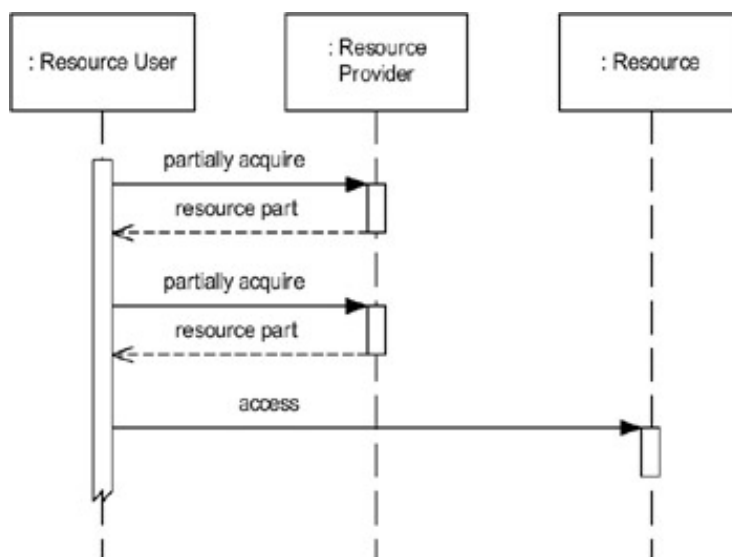 : Resource User
: Resource
Provider
: Resource
partially acquire
resource part
partially acquire
resource part
access